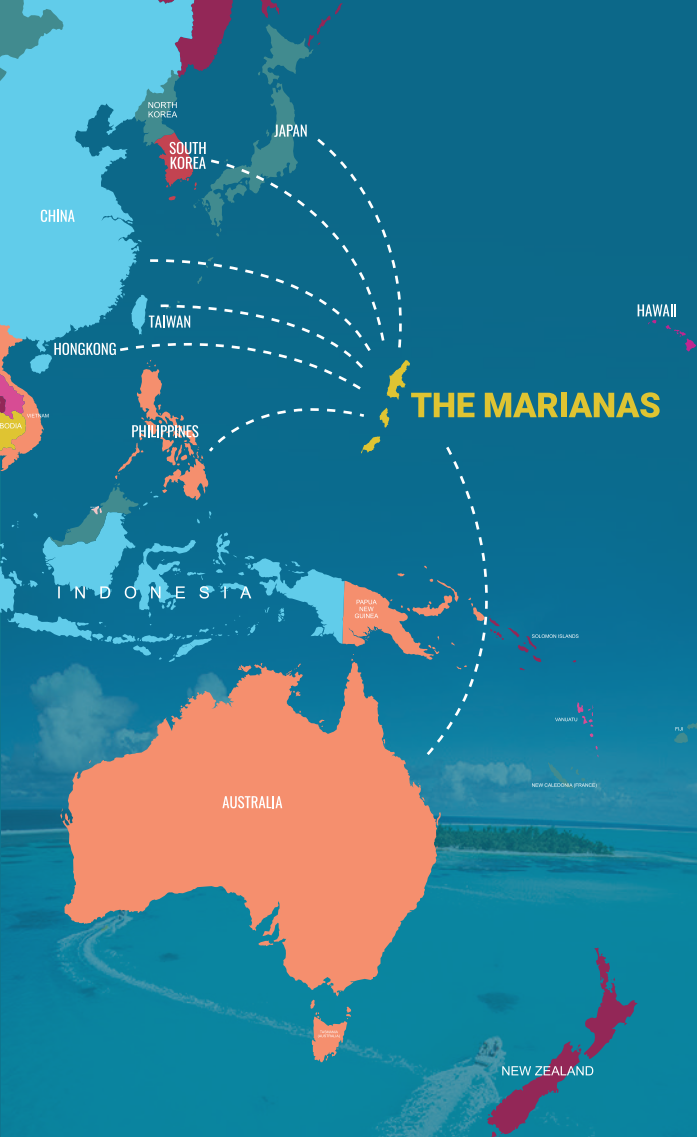 NORTH
KOREA
JAPAN
SOUTH
KOREA
CHINA
HAWAII
TAIWAN
HONGKONG
THE MARIANAS
VIETNAM
BODIA
PHILIPPINES
INDONESIA
PAPUA
NEW
GUINEA
SOLOMON ISLANDS
VANUATU
FIJI
NEW CALEDONIA (FRANCE)
AUSTRALIA
NEW ZEALAND